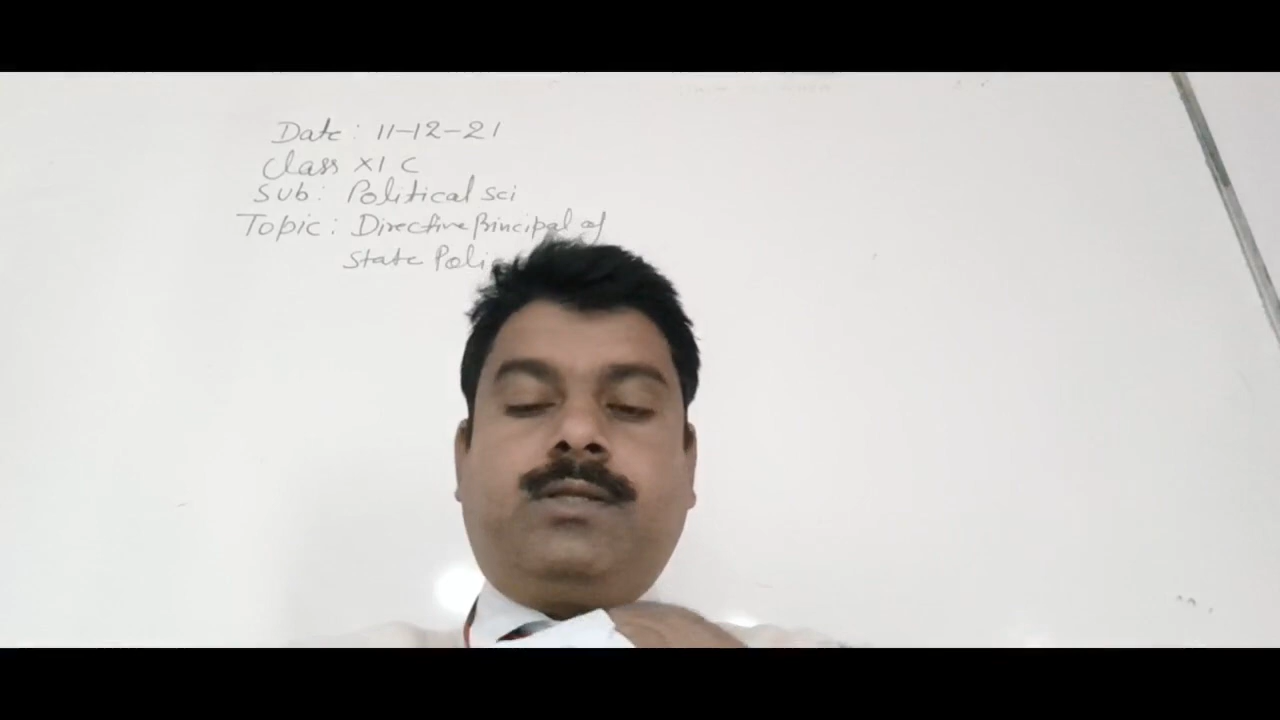 Date: 11-12-21
Class XI C
Sub: Political sci
Topic: Directive Principal of
State